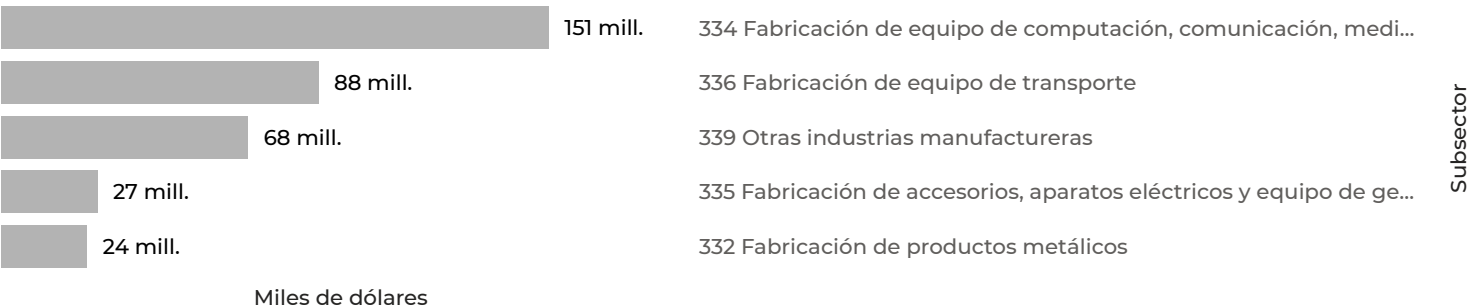 151 mill. 334 Fabricación de equipo de computación, comunicación, medi...
88 mill. 336 Fabricación de equipo de transporte
68 mill. 339 Otras industrias manufactureras
27 mill. 335 Fabricación de accesorios, aparatos eléctricos y equipo de ge...
24 mill. 332 Fabricación de productos metálicos
Miles de dólares
Subsector